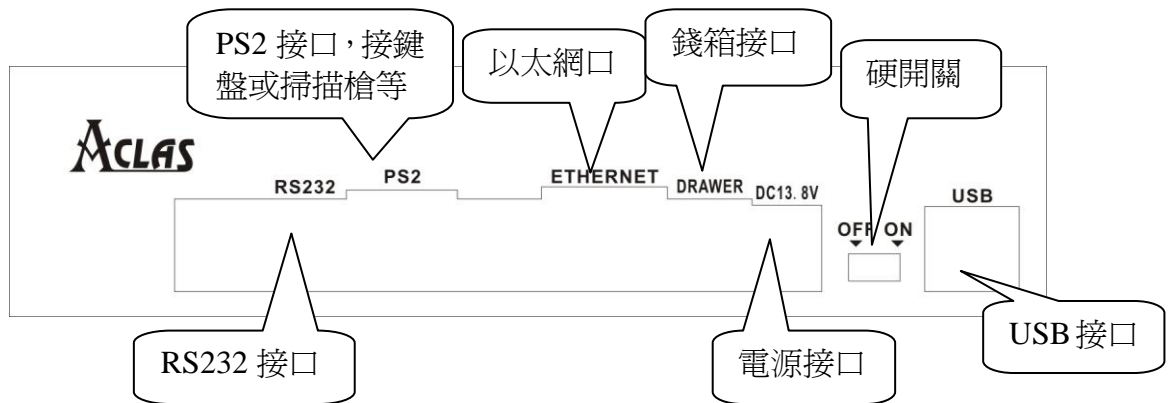 PS2 接口，接鍵
盤或掃描槍等
以太網口
錢箱接口
硬開關
ACLAS
RS232
PS2
ETHERNET
DRAWER
DC13.8V
OFF ON
USB
RS232 接口
電源接口
USB 接口